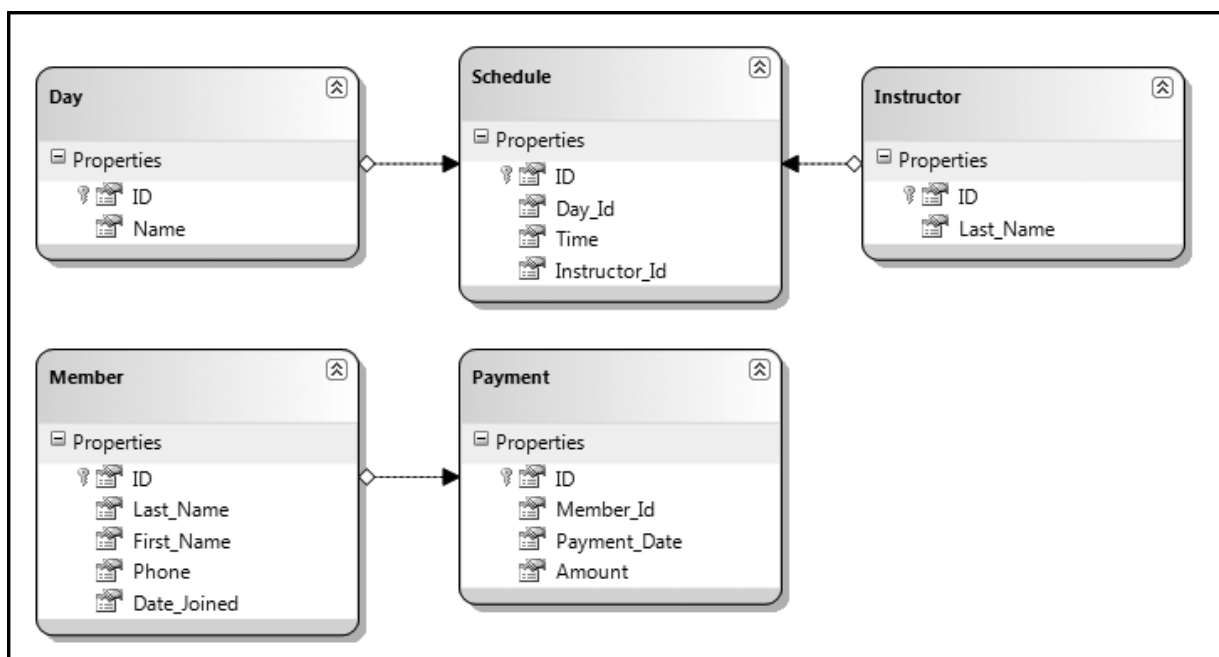 Day
Properties
ID
Name
Schedule
Properties
ID
Day_Id
Time
Instructor_Id
Instructor
Properties
ID
Last_Name
Member
Properties
ID
Last_Name
First_Name
Phone
Date_Joined
Payment
Properties
ID
Member_Id
Payment_Date
Amount